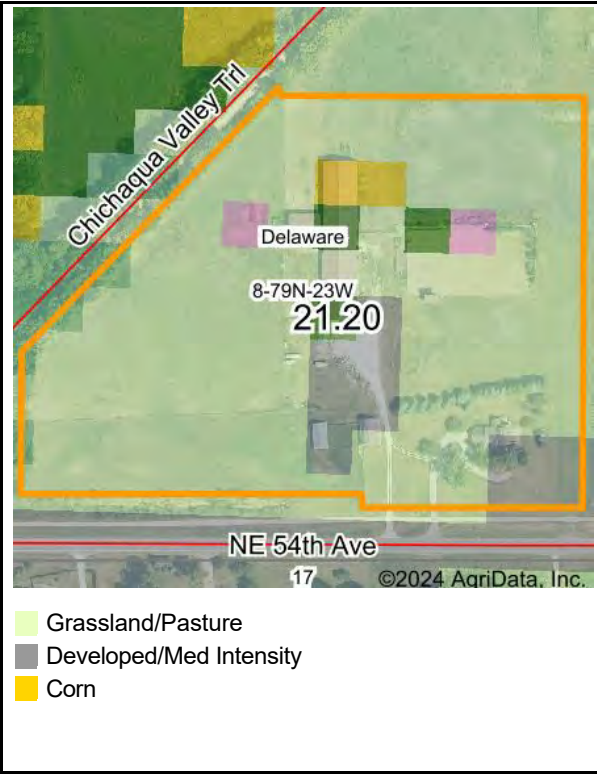 Chichaqua Valley Trl
Delaware
8-79N-23W
21.20
NE 54th Ave
17
©2024 AgriData, Inc.
Grassland/Pasture
Developed/Med Intensity
Corn